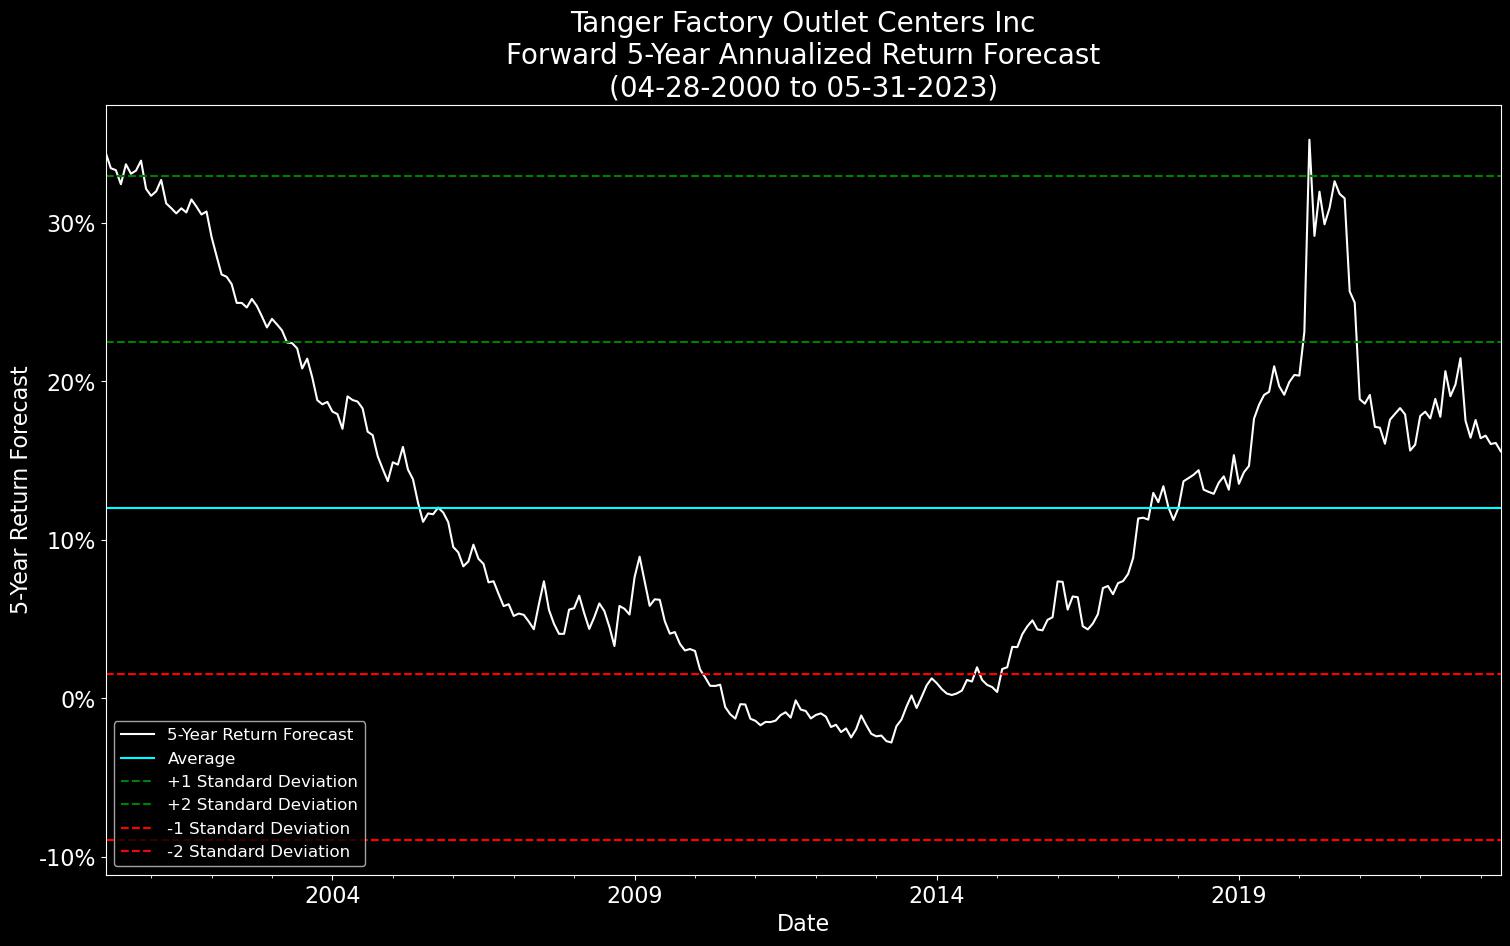 Tanger Factory Outlet Centers Inc
Forward 5-Year Annualized Return Forecast
(04-28-2000 to 05-31-2023)
5-Year Return Forecast
30%
20%
10%
0%
-10%
5-Year Return Forecast
Average
+1 Standard Deviation
+2 Standard Deviation
-1 Standard Deviation
-2 Standard Deviation
2004
2009
2014
2019
Date